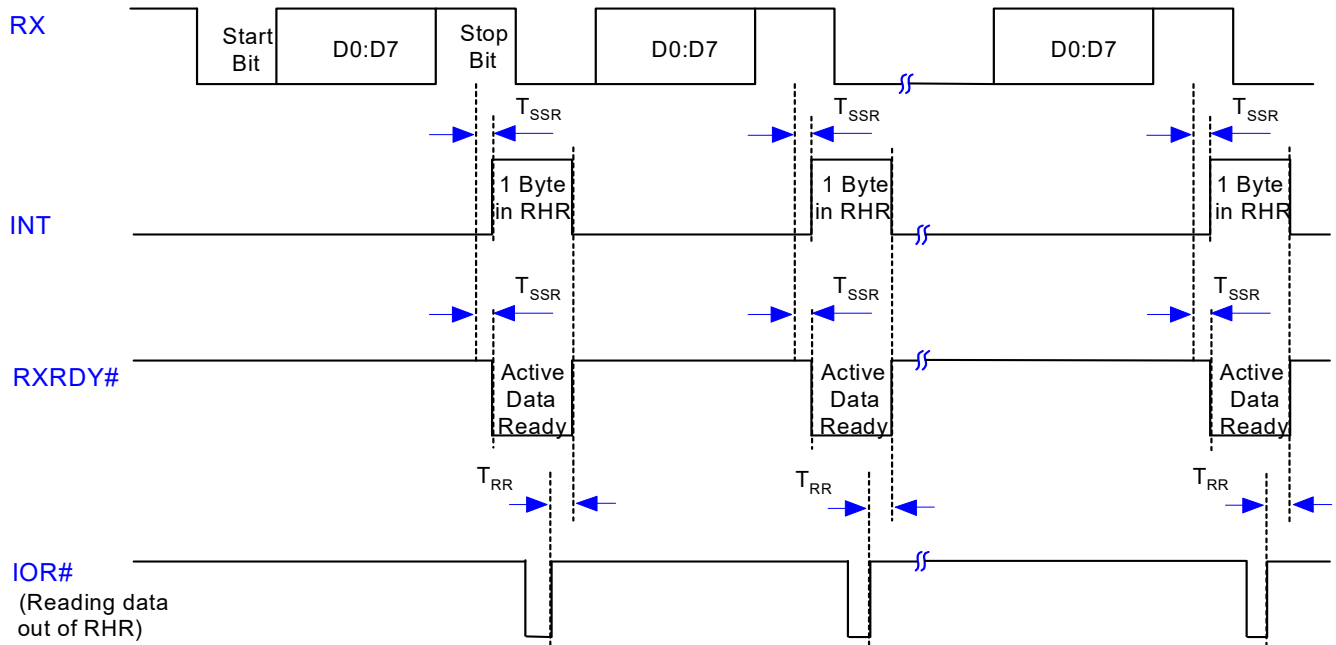 RX
Start
Bit
D0:D7
Stop
Bit
D0:D7
D0:D7
TSSR
TSSR
TSSR
INT
1 Byte
in RHR
1 Byte
in RHR
1 Byte
in RHR
TSSR
TSSR
TSSR
RXRDY#
Active
Data
Ready
Active
Data
Ready
Active
Data
Ready
TRR
TRR
TRR
IOR#
(Reading data
out of RHR)